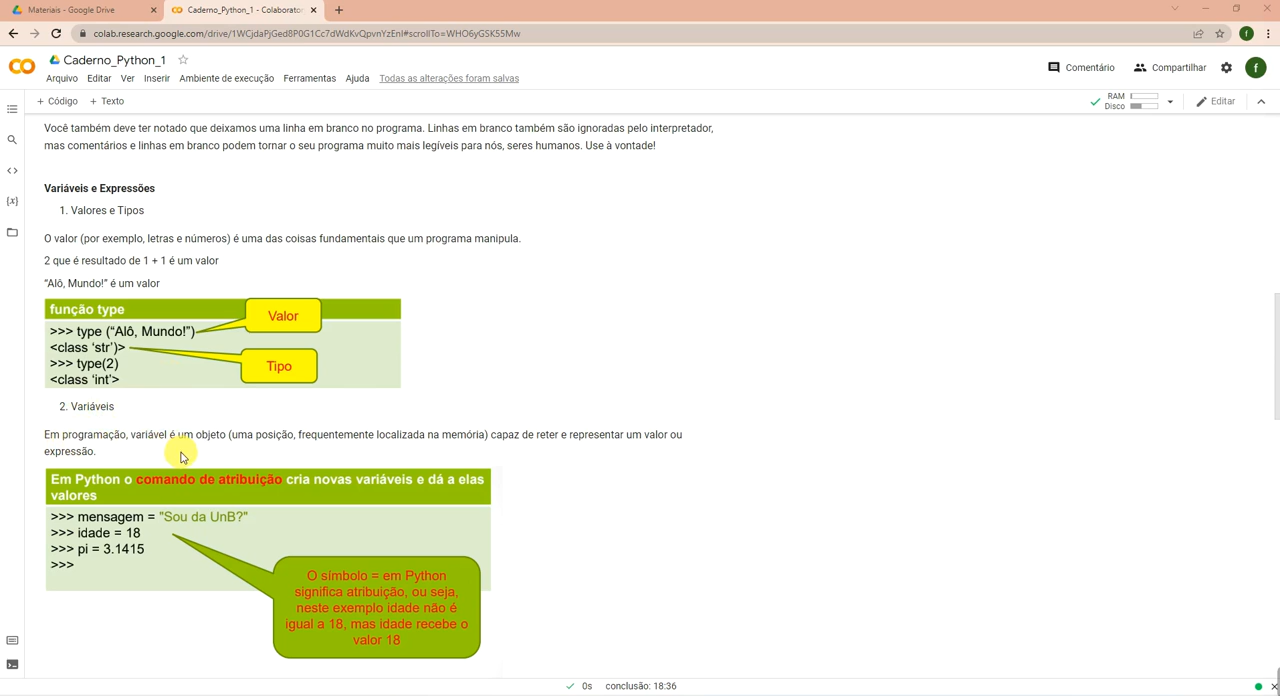 Materiais - Google Drive
Caderno_Python_1 - Colaborator
colab.research.google.com/drive/1WCjdaPjGed8P0G1Cc7dWdKvQpvnYzEnI#scrollTo=WHO6yGSK5SMw
f
Caderno_Python_1
Arquivo Editar Ver Inserir Ambiente de execução Ferramentas Ajuda Todas as alterações foram salvas
Comentário Compartilhar f
+ Código + Texto
RAM
Disco
Editar
Você também deve ter notado que deixamos uma linha em branco no programa. Linhas em branco também são ignoradas pelo interpretador,
mas comentários e linhas em branco podem tornar o seu programa muito mais legíveis para nós, seres humanos. Use à vontade!
Variáveis e Expressões
1. Valores e Tipos
O valor (por exemplo, letras e números) é uma das coisas fundamentais que um programa manipula.
2 que é resultado de 1 + 1 é um valor
“Alô, Mundo!” é um valor
função type
Valor
>>> type (“Alô, Mundo!”)
<class ‘str’)>
Tipo
>>> type(2)
<class ‘int’>
2. Variáveis
Em programação, variável é um objeto (uma posição, frequentemente localizada na memória) capaz de reter e representar um valor ou
expressão.
Em Python o comando de atribuição cria novas variáveis e dá a elas
valores
>>> mensagem = "Sou da UnB?"
>>> idade = 18
>>> pi = 3.1415
>>>
O símbolo = em Python
significa atribuição, ou seja,
neste exemplo idade não é
igual a 18, mas idade recebe o
valor 18
0s conclusão: 18:36